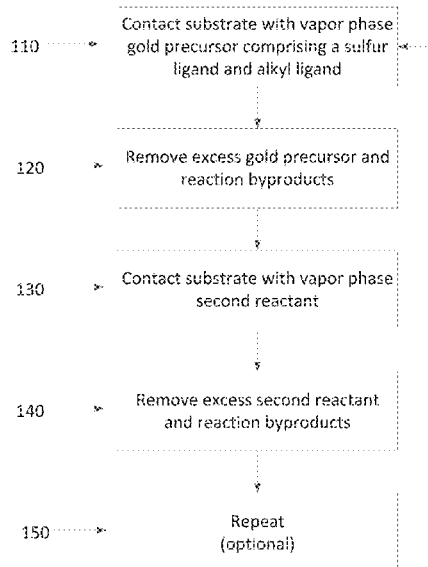 110
Contact substrate with vapor phase
gold precursor comprising a sulfur
ligand and alkyl ligand
120
Remove excess gold precursor and
reaction byproducts
130
Contact substrate with vapor phase
second reactant
140
Remove excess second reactant
and reaction byproducts
150
Repeat
(optional)